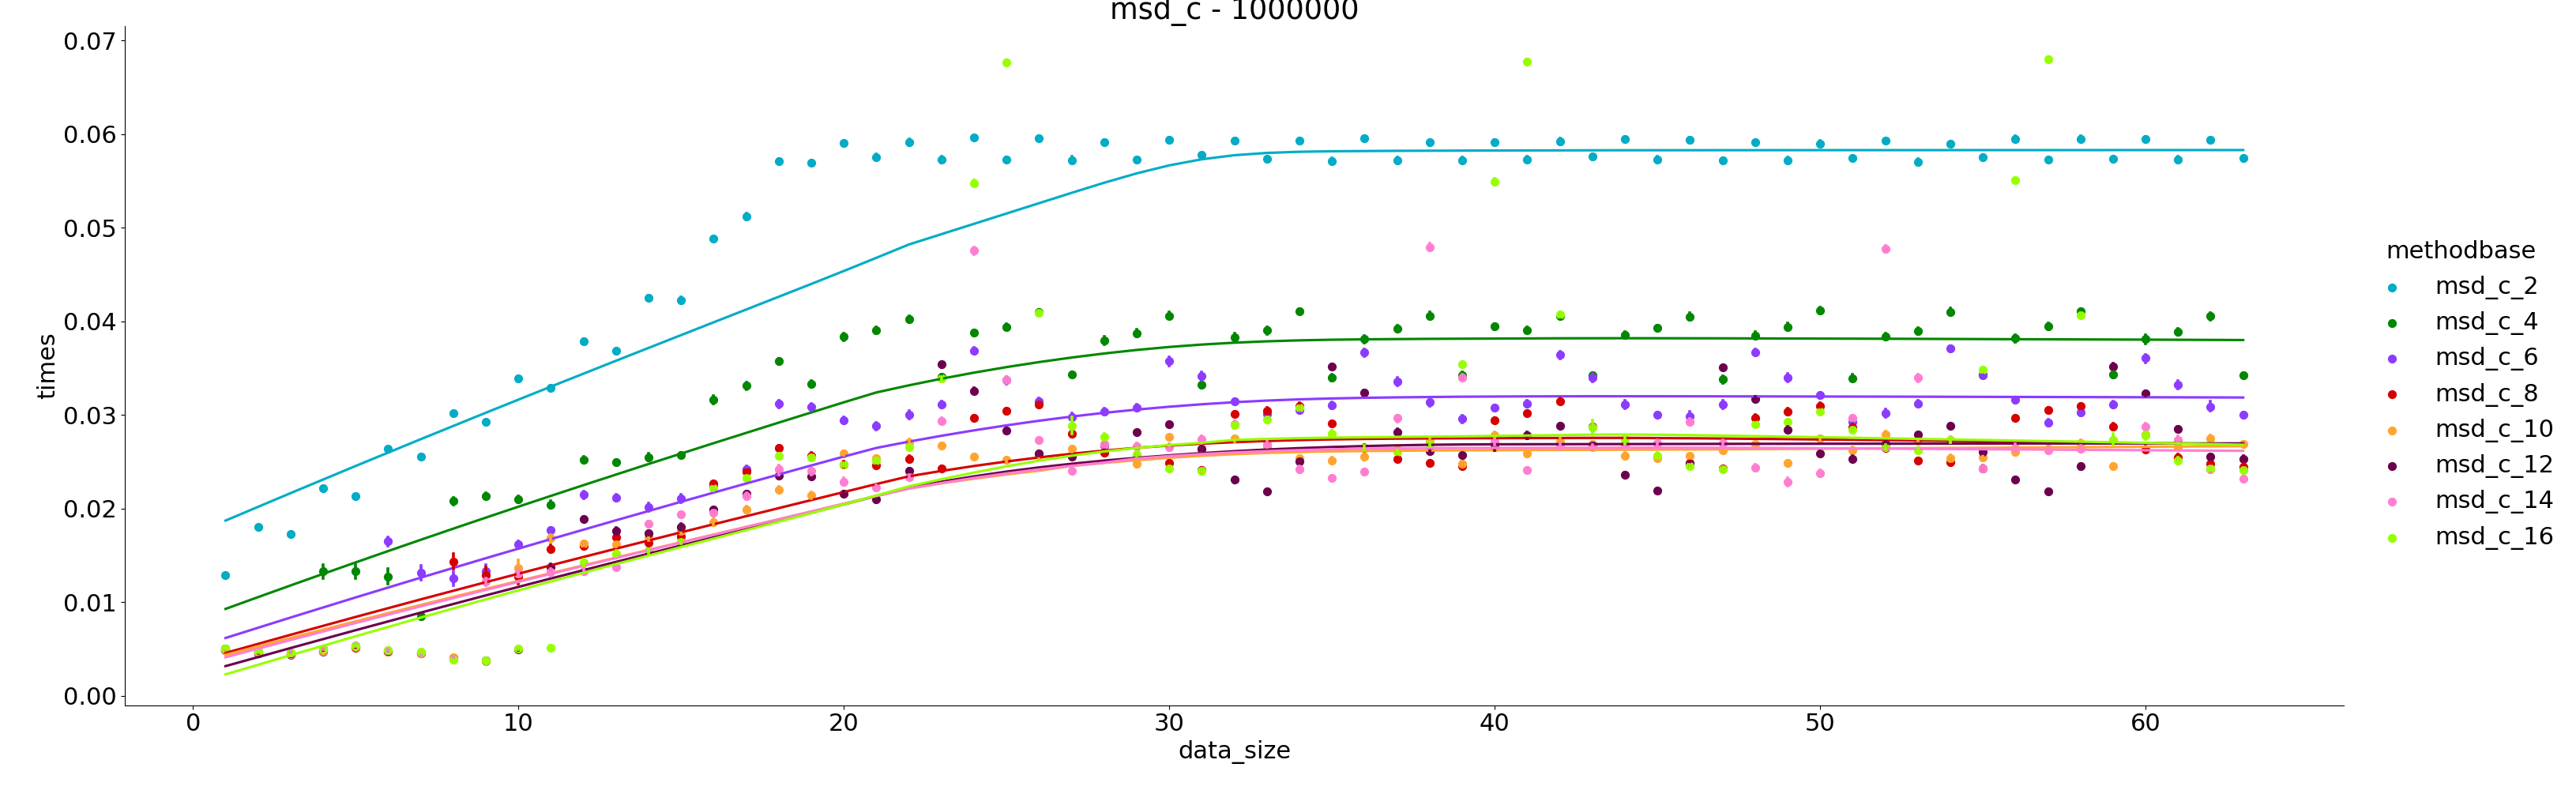 msd_c - 1000000
0.07
0.06
0.05
0.04
0.03
0.02
0.01
0.00
times
0 10 20 30 40 50 60
data_size
methodbase
msd_c_2
msd_c_4
msd_c_6
msd_c_8
msd_c_10
msd_c_12
msd_c_14
msd_c_16